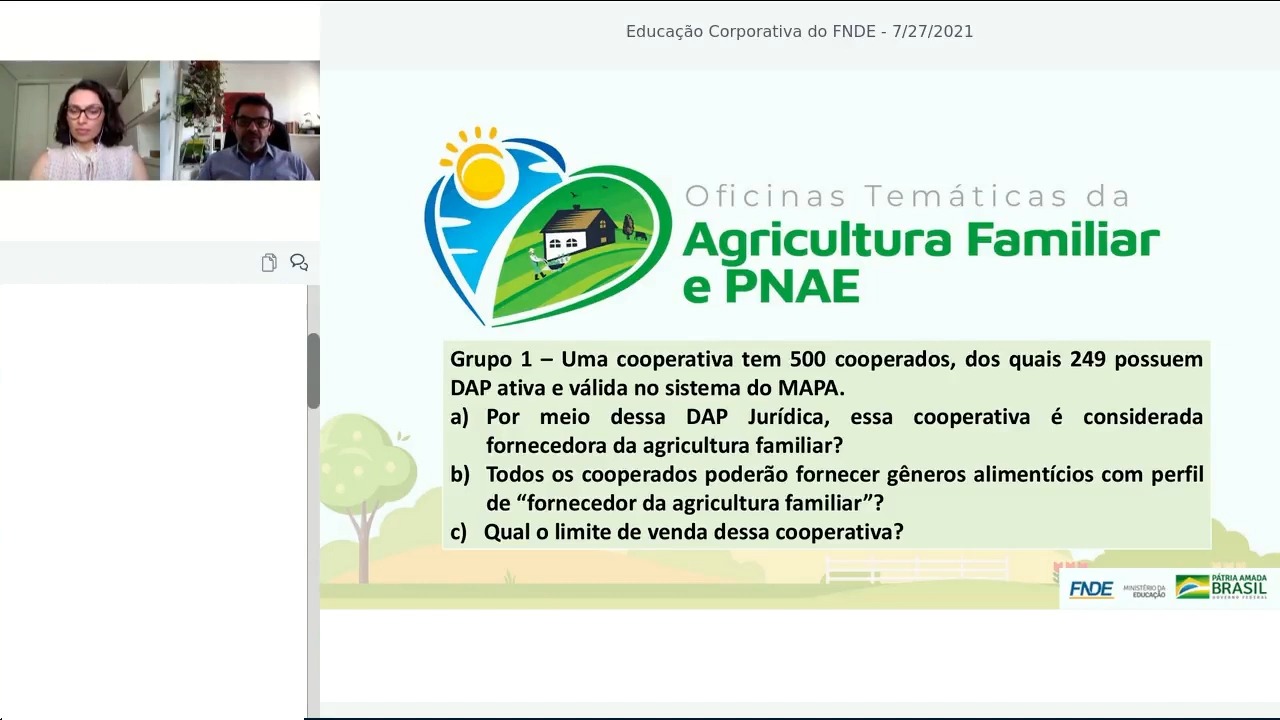 Educação Corporativa do FNDE - 7/27/2021
Oficinas Temáticas da
Agricultura Familiar
e PNAE
Grupo 1 – Uma cooperativa tem 500 cooperados, dos quais 249 possuem
DAP ativa e válida no sistema do MAPA.
a) Por meio dessa DAP Jurídica, essa cooperativa é considerada
fornecedora da agricultura familiar?
b) Todos os cooperados poderão fornecer gêneros alimentícios com perfil
de “fornecedor da agricultura familiar”?
c) Qual o limite de venda dessa cooperativa?
FNDE
MINISTÉRIO DA
EDUCAÇÃO
PÁTRIA AMADA
BRASIL
GOVERNO FEDERAL